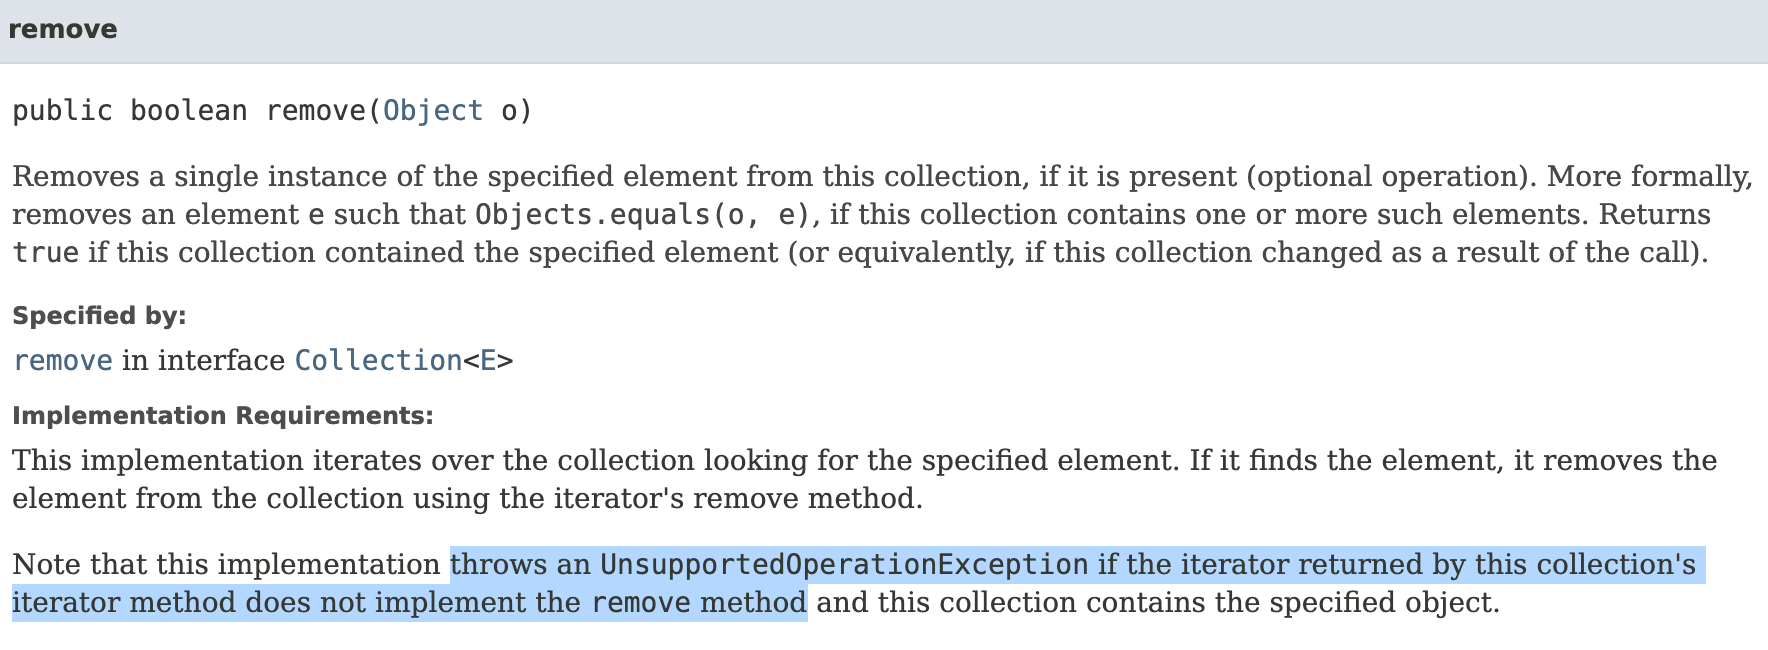 remove
public boolean remove(Object o)
Removes a single instance of the specified element from this collection, if it is present (optional operation). More formally,
removes an element e such that Objects.equals(o, e), if this collection contains one or more such elements. Returns
true if this collection contained the specified element (or equivalently, if this collection changed as a result of the call).
Specified by:
remove in interface Collection<E>
Implementation Requirements:
This implementation iterates over the collection looking for the specified element. If it finds the element, it removes the
element from the collection using the iterator's remove method.
Note that this implementation throws an UnsupportedOperationException if the iterator returned by this collection's
iterator method does not implement the remove method and this collection contains the specified object.